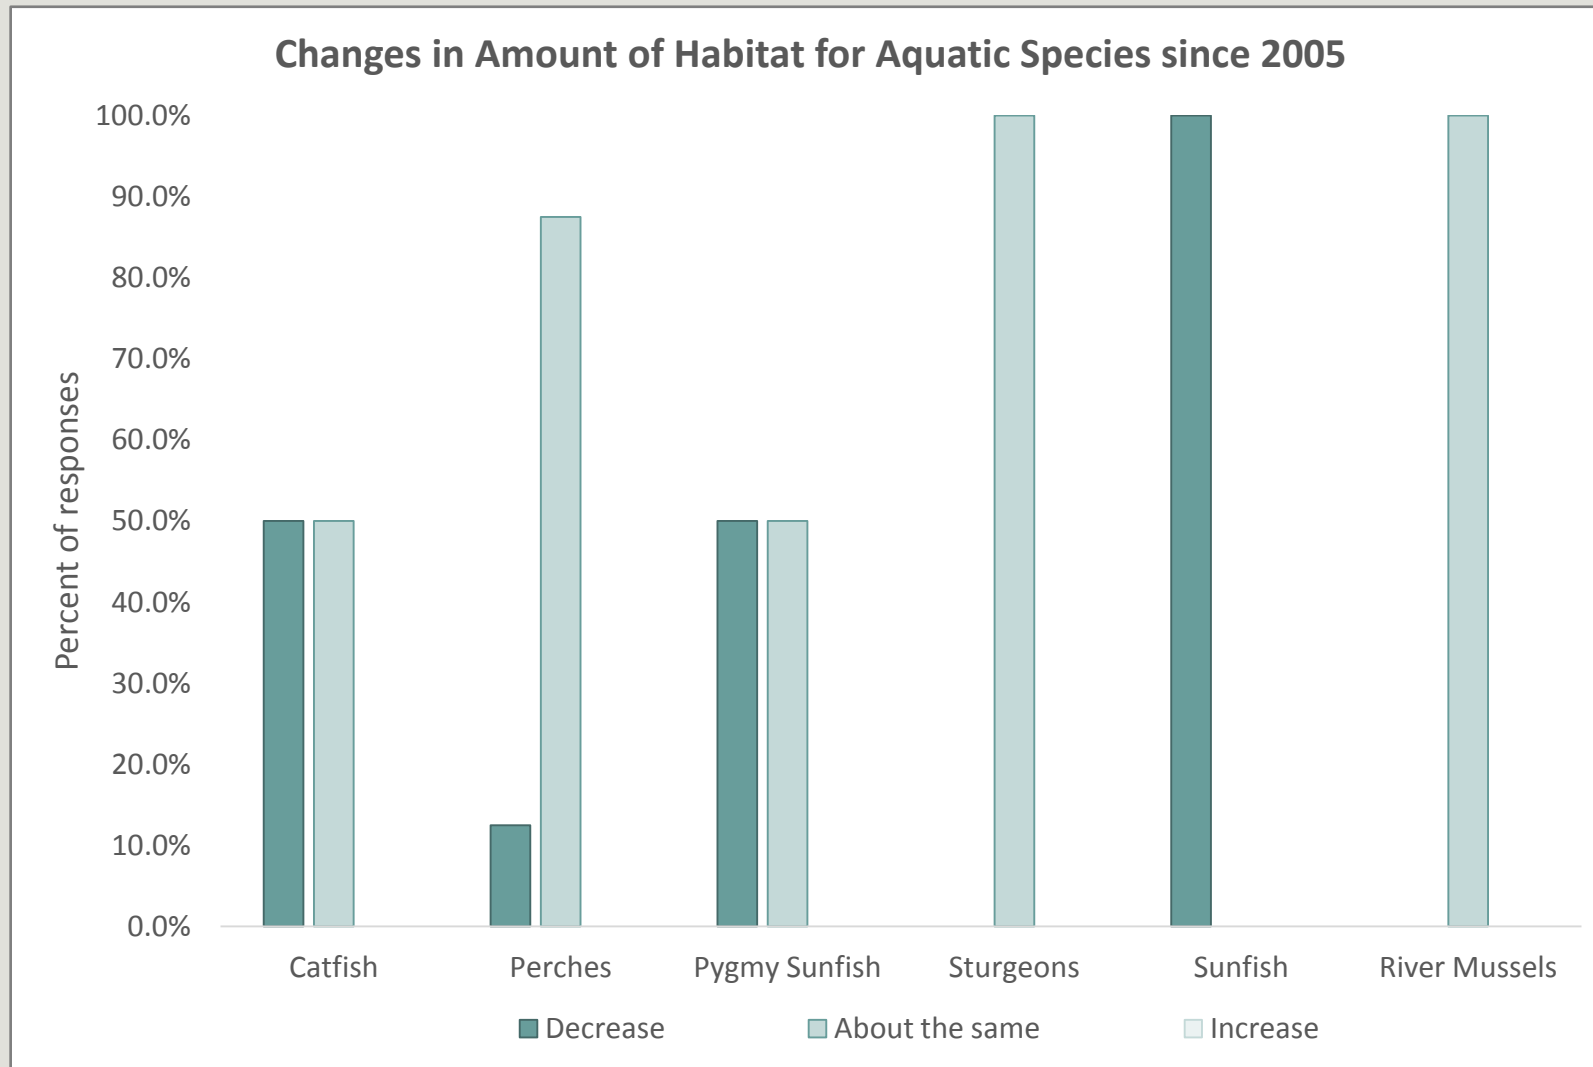 Changes in Amount of Habitat for Aquatic Species since 2005
Percent of responses
100.0%
90.0%
80.0%
70.0%
60.0%
50.0%
40.0%
30.0%
20.0%
10.0%
0.0%
Catfish Perches Pygmy Sunfish Sturgeons Sunfish River Mussels
Decrease About the same Increase